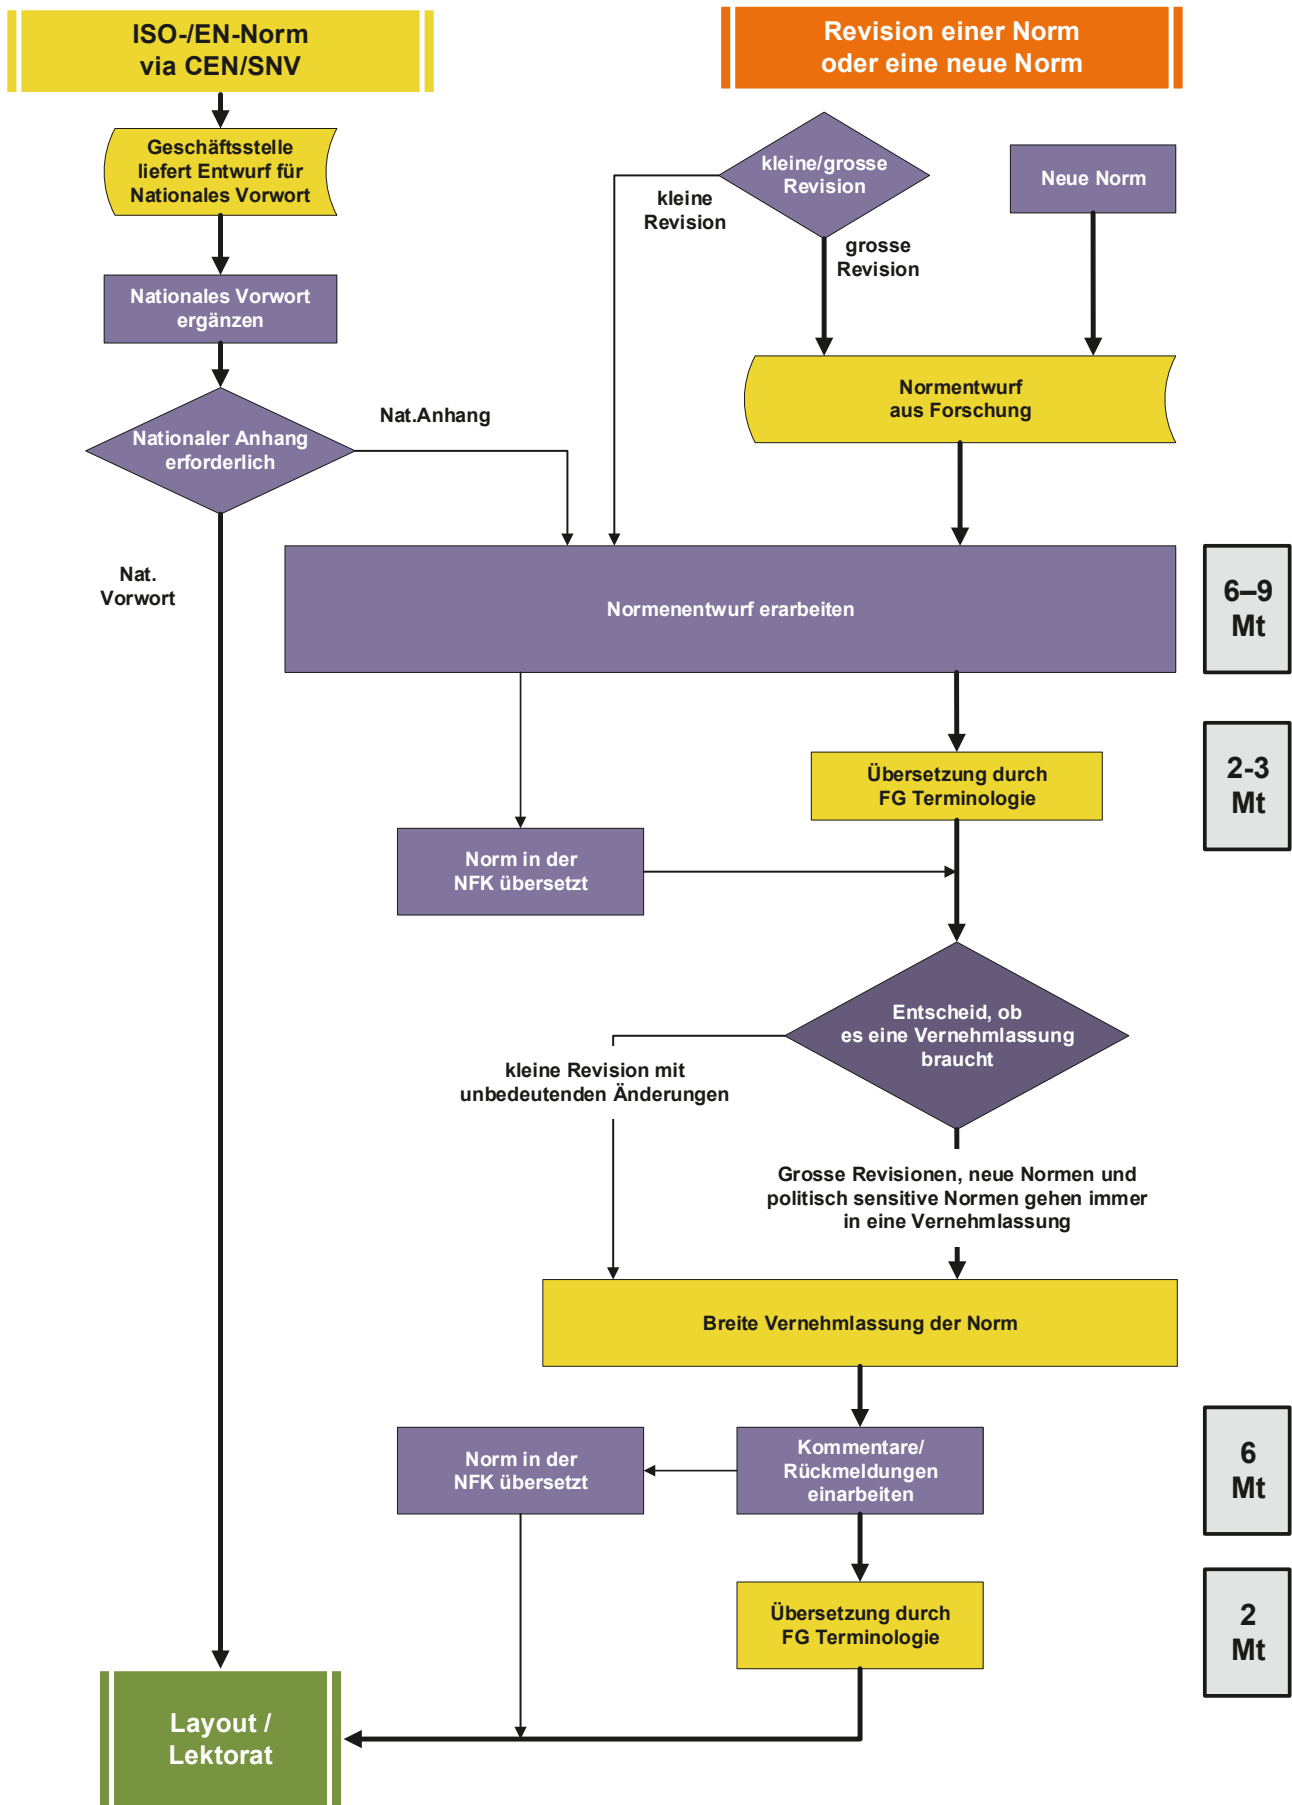 ISO-/EN-Norm
via CEN/SNV
Revision einer Norm
oder eine neue Norm
Geschäftsstelle
liefert Entwurf für
Nationales Vorwort
kleine/grosse
Revision
Neue Norm
kleine
Revision
grosse
Revision
Nationales Vorwort
ergänzen
Normentwurf
aus Forschung
Nat.Anhang
Nationaler Anhang
erforderlich
Nat.
Vorwort
Normenentwurf erarbeiten
6–9
Mt
Übersetzung durch
FG Terminologie
2-3
Mt
Norm in der
NFK übersetzt
Entscheid, ob
es eine Vernehmlassung
braucht
kleine Revision mit
unbedeutenden Änderungen
Grosse Revisionen, neue Normen und
politisch sensitive Normen gehen immer
in eine Vernehmlassung
Breite Vernehmlassung der Norm
Norm in der
NFK übersetzt
Kommentare/
Rückmeldungen
einarbeiten
6
Mt
Übersetzung durch
FG Terminologie
2
Mt
Layout /
Lektorat